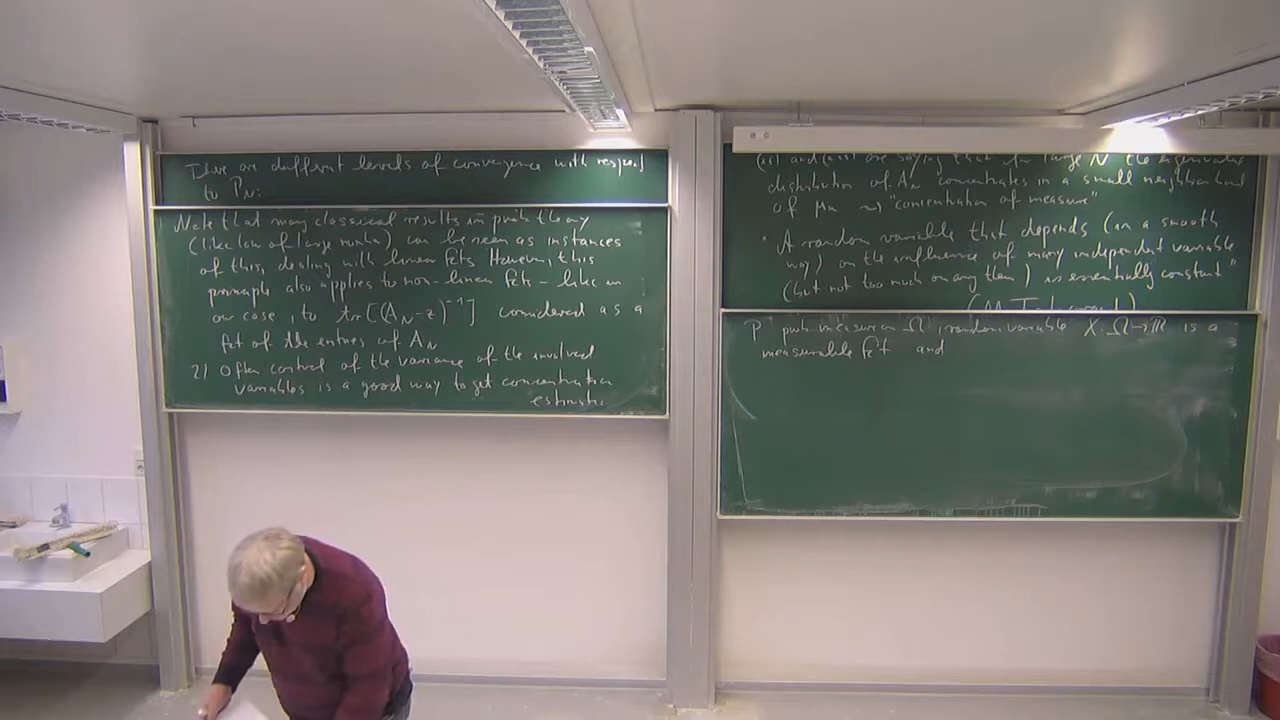 There are different levels of convergence with respect
to P_N:
Note that many classical results in prob theory
(like law of large numbers) can be seen as instances
of this, dealing with linear fcts. However, this
principle also applies to non-linear fcts - like in
our case, to tr[(A_N-z)^{-1}] considered as a
fct of the entries of A_N
2) Often control of the variance of the involved
variables is a good way to get concentration
estimates
are saying that for large N the eigenvalue
distribution of A_N concentrates in a small neighborhood
of μ_N ⇝ "concentration of measure"
"A random variable that depends (in a smooth
way) on the influence of many independent variable
(but not too much on any them) is essentially constant"
(M. Talagrand)
P prob measure on Ω, random variable X: Ω→ℝ is a
measurable fct and